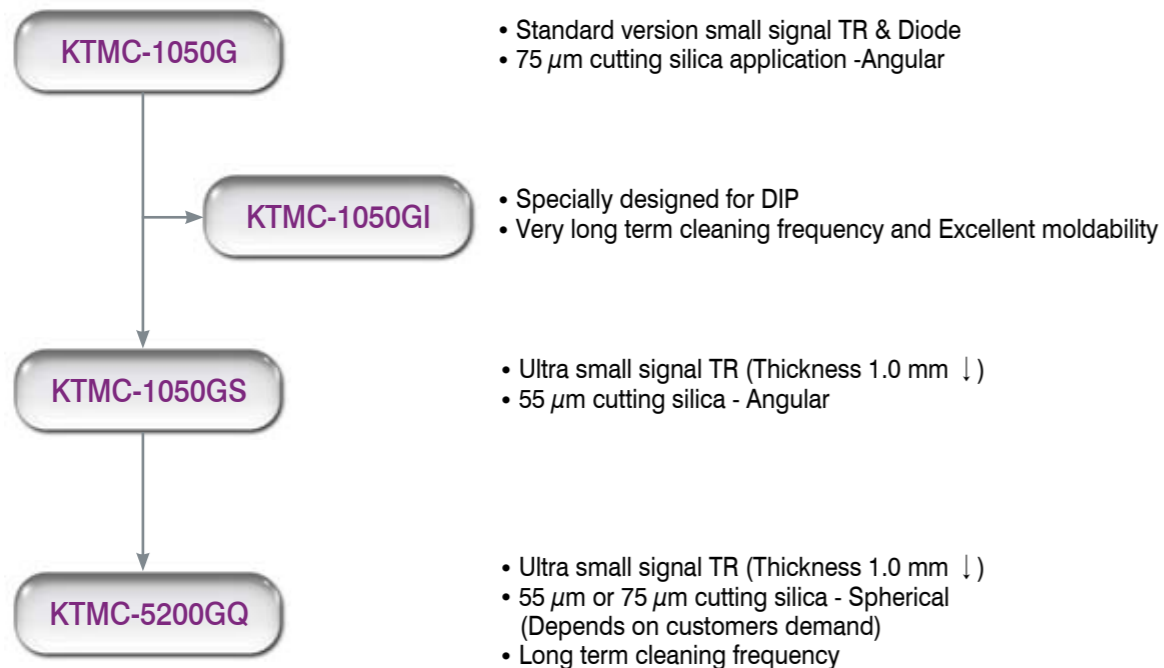 KTMC-1050G
• Standard version small signal TR & Diode
• 75 μm cutting silica application -Angular
KTMC-1050GI
• Specially designed for DIP
• Very long term cleaning frequency and Excellent moldability
KTMC-1050GS
• Ultra small signal TR (Thickness 1.0 mm ↓)
• 55 μm cutting silica - Angular
KTMC-5200GQ
• Ultra small signal TR (Thickness 1.0 mm ↓)
• 55 μm or 75 μm cutting silica - Spherical
(Depends on customers demand)
• Long term cleaning frequency